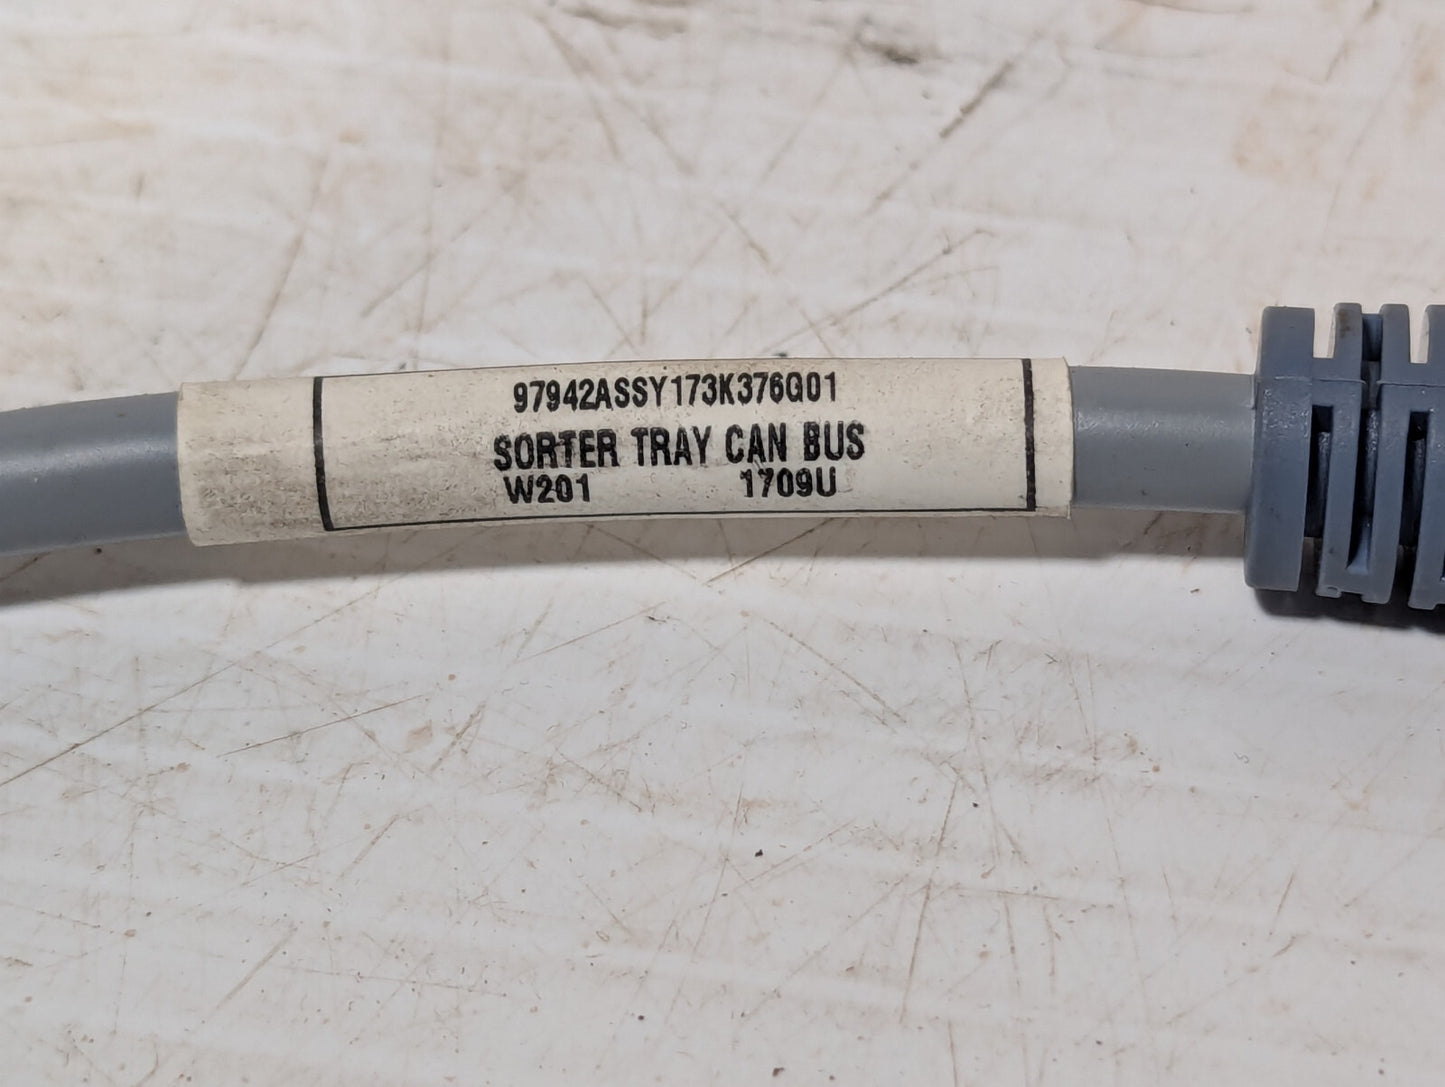 97942ASSY173K376G01
SORTER TRAY CAN BUS
W201 1709U